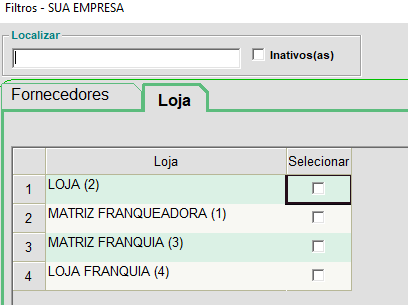 Filtros - SUA EMPRESA
Localizar
Inativos(as)
Fornecedores
Loja
Loja Selecionar
1 LOJA (2)
2 MATRIZ FRANQUEADORA (1)
3 MATRIZ FRANQUIA (3)
4 LOJA FRANQUIA (4)